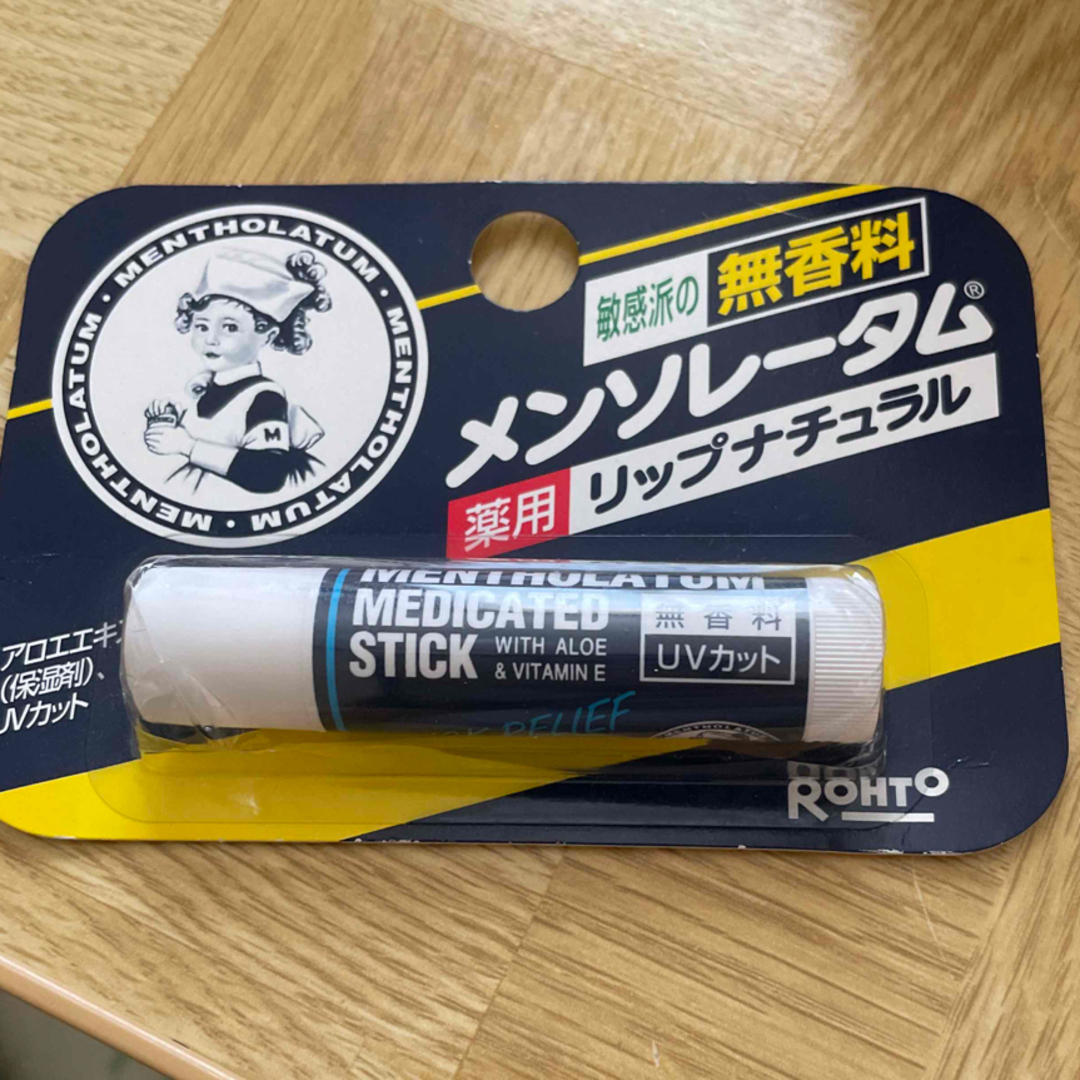 MENTHOLATUM · MENTHOLATUM · MENTHOLATUM · MENTHOLATUM ·
M
敏感派の 無香料
メンソレータム®
薬用 リップナチュラル
アロエエキ
(保湿剤)、
UVカット
MENTHOLATUM
MEDICATED
STICK WITH ALOE
& VITAMIN E
無香料
UVカット
RELIEF
MENTHOLATUM
ROHTO